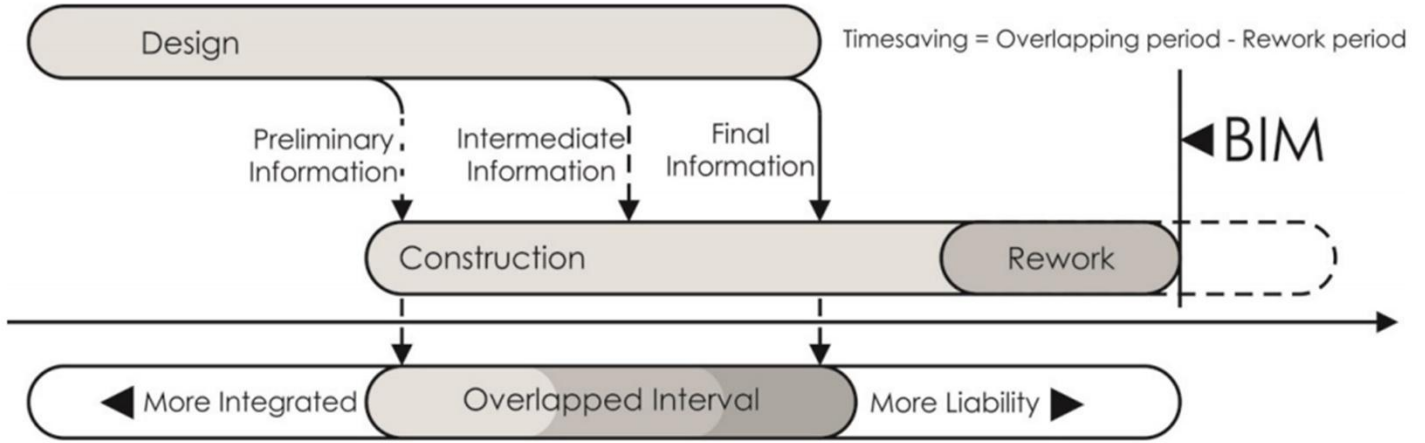 Design
Timesaving = Overlapping period - Rework period
Preliminary
Information
Intermediate
Information
Final
Information
BIM
Construction
Rework
More Integrated
Overlapped Interval
More Liability